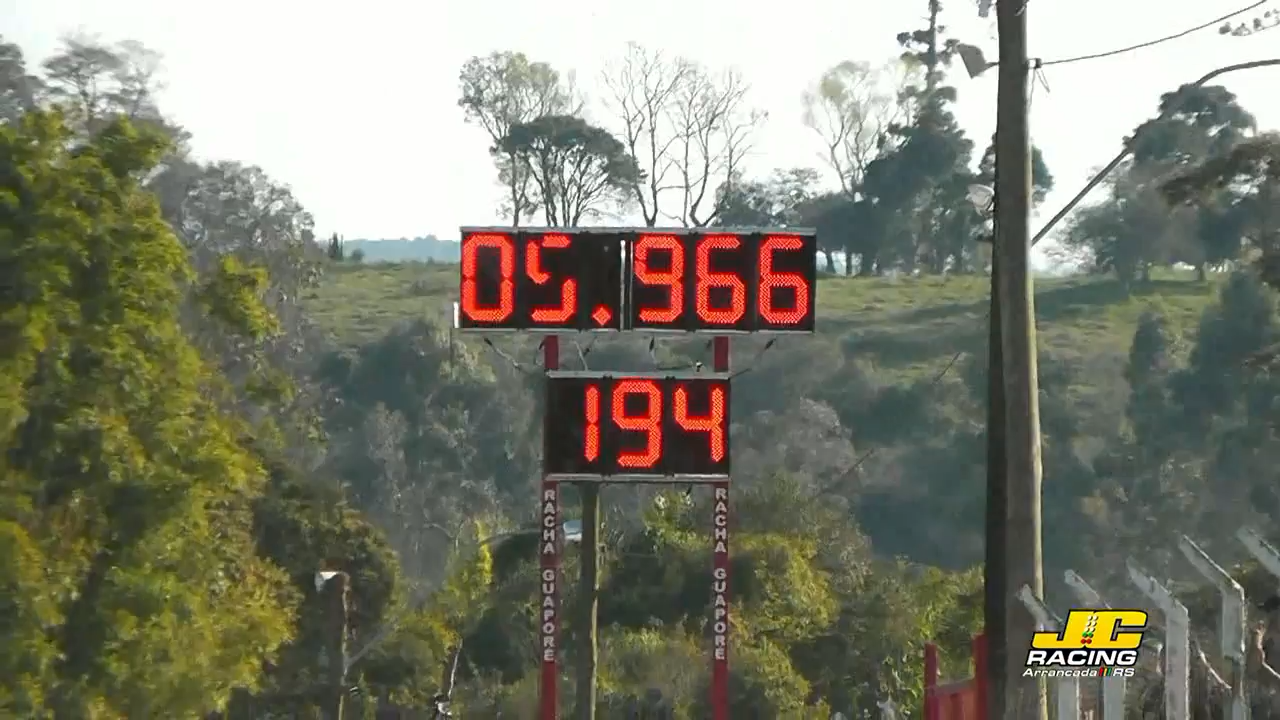 05.966
194
RACHA GUAPORÉ
RACHA GUAPORÉ
JC
RACING
Arrancada RS